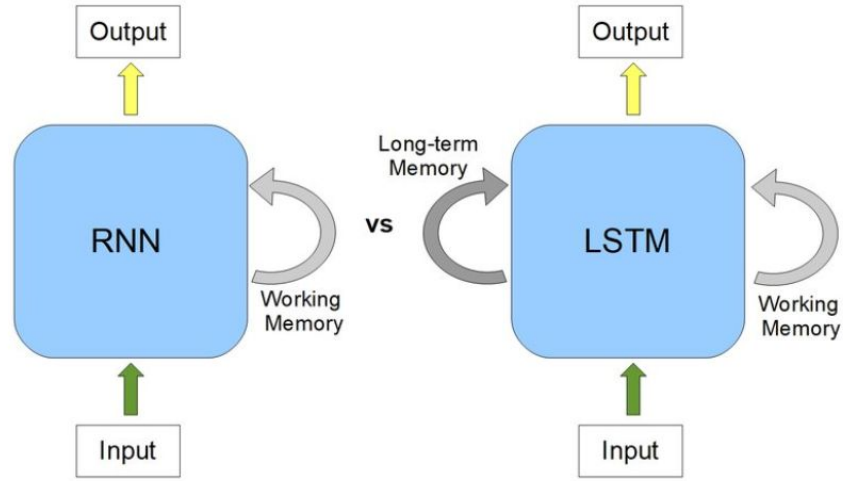 Output
RNN
Working
Memory
Input
vs
Output
Long-term
Memory
LSTM
Working
Memory
Input